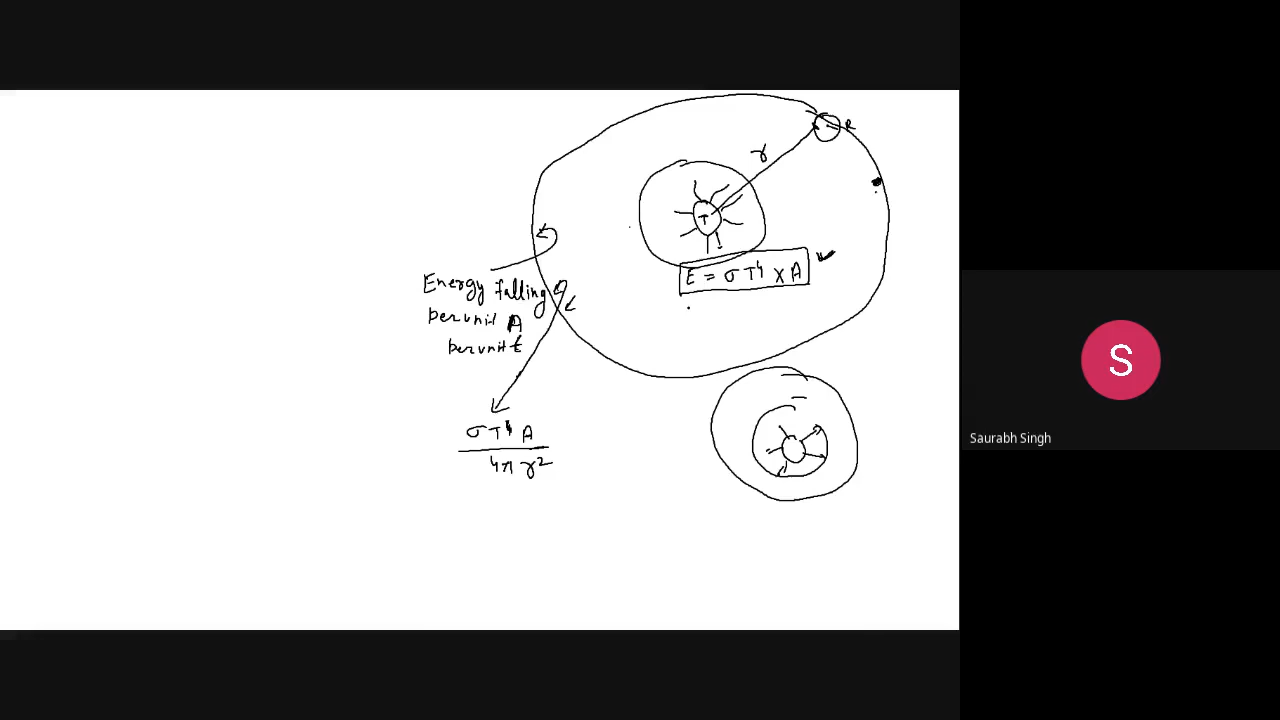 R
r
T
E = σT⁴ × A
Energy falling
per unit A
per unit t
σT⁴A
4πr²
S
Saurabh Singh